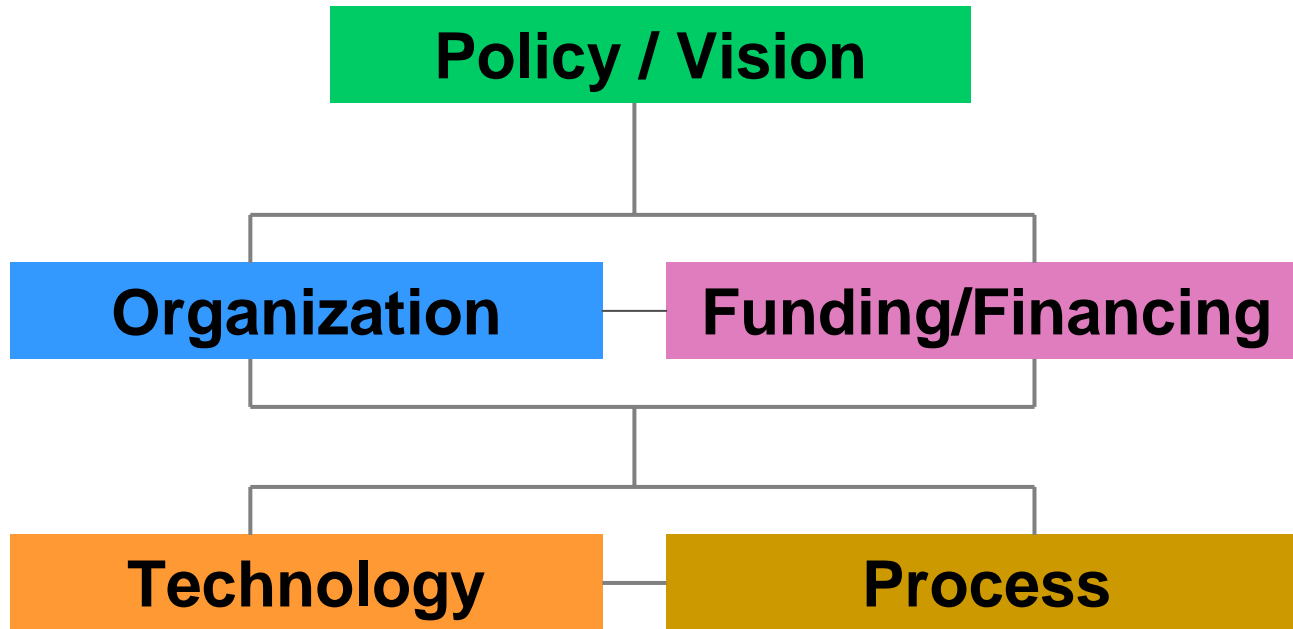 Policy / Vision
Organization
Funding/Financing
Technology
Process